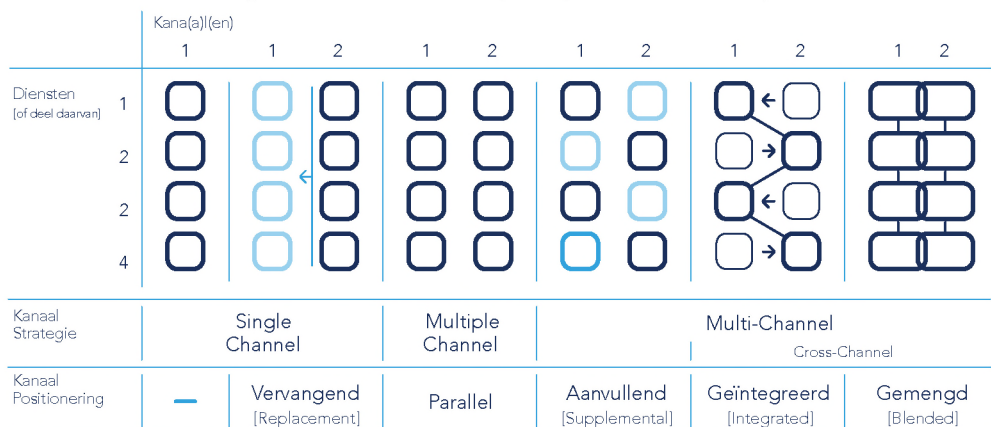 Kana(a)l(en)
1 1 2 1 2 1 2 1 2 1 2
Diensten
[of deel daarvan]
1
2
2
4
Kanaal
Strategie
Single
Channel
Multiple
Channel
Multi-Channel
Cross-Channel
Kanaal
Positionering
Vervangend
[Replacement]
Parallel
Aanvullend
[Supplemental]
Geïntegreerd
[Integrated]
Gemengd
[Blended]